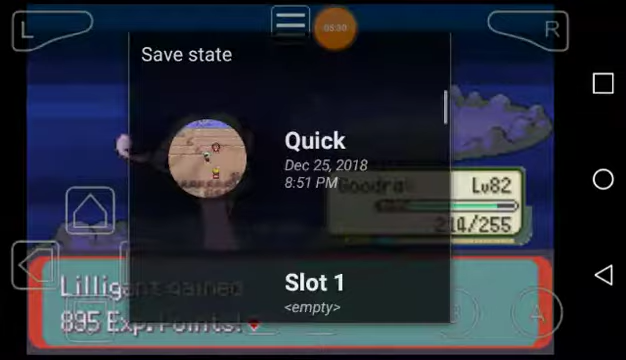 L
05:30
R
Save state
Quick
Dec 25, 2018
8:51 PM
Goodra
Lv82
214/255
Slot 1
<empty>
Lilligant gained
895 Exp. Points!
B
A